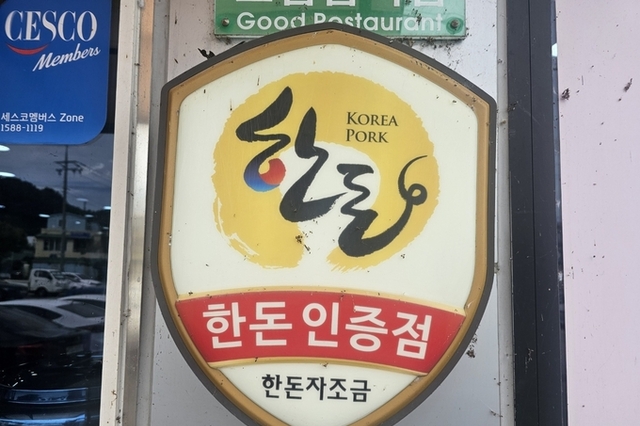 Good Restaurant
CESCO
Members
세스코멤버스 Zone
1588-1119
KOREA
PORK
한돈
한돈 인증점
한돈자조금